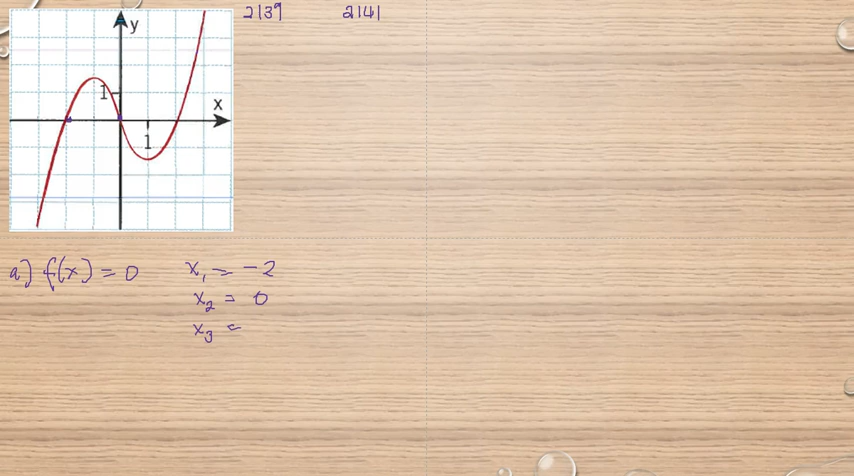 2139 2141
y
1
x
1
a) f(x) = 0 x₁ = -2
x₂ = 0
x₃ =